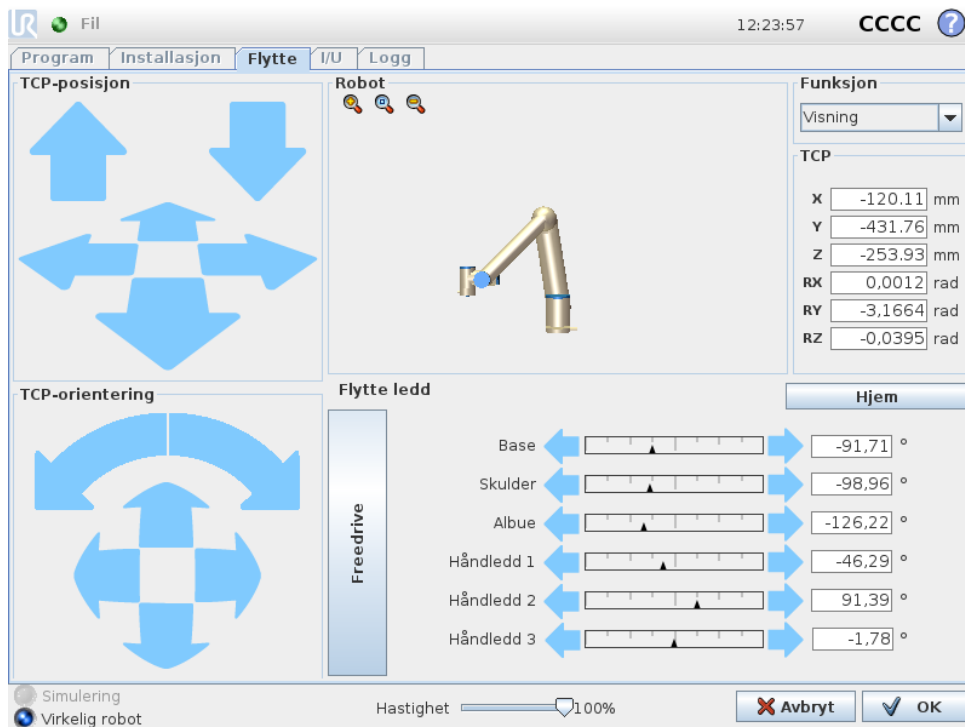 UR Fil 12:23:57 CCCC ?
Program Installasjon Flytte I/U Logg
TCP-posisjon
Robot
Funksjon
Visning
TCP
X -120.11 mm
Y -431.76 mm
Z -253.93 mm
RX 0,0012 rad
RY -3,1664 rad
RZ -0,0395 rad
TCP-orientering
Flytte ledd
Hjem
Freedrive
Base -91,71 °
Skulder -98,96 °
Albue -126,22 °
Håndledd 1 -46,29 °
Håndledd 2 91,39 °
Håndledd 3 -1,78 °
Simulering
Virkelig robot
Hastighet 100%
Avbryt
OK